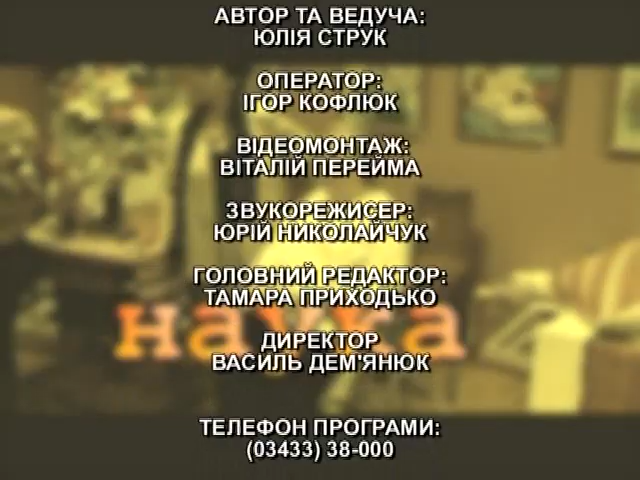 АВТОР ТА ВЕДУЧА:
ЮЛІЯ СТРУК
ОПЕРАТОР:
ІГОР КОФЛЮК
ВІДЕОМОНТАЖ:
ВІТАЛІЙ ПЕРЕЙМА
ЗВУКОРЕЖИСЕР:
ЮРІЙ НИКОЛАЙЧУК
ГОЛОВНИЙ РЕДАКТОР:
ТАМАРА ПРИХОДЬКО
наука
ДИРЕКТОР
ВАСИЛЬ ДЕМ'ЯНЮК
ТЕЛЕФОН ПРОГРАМИ:
(03433) 38-000